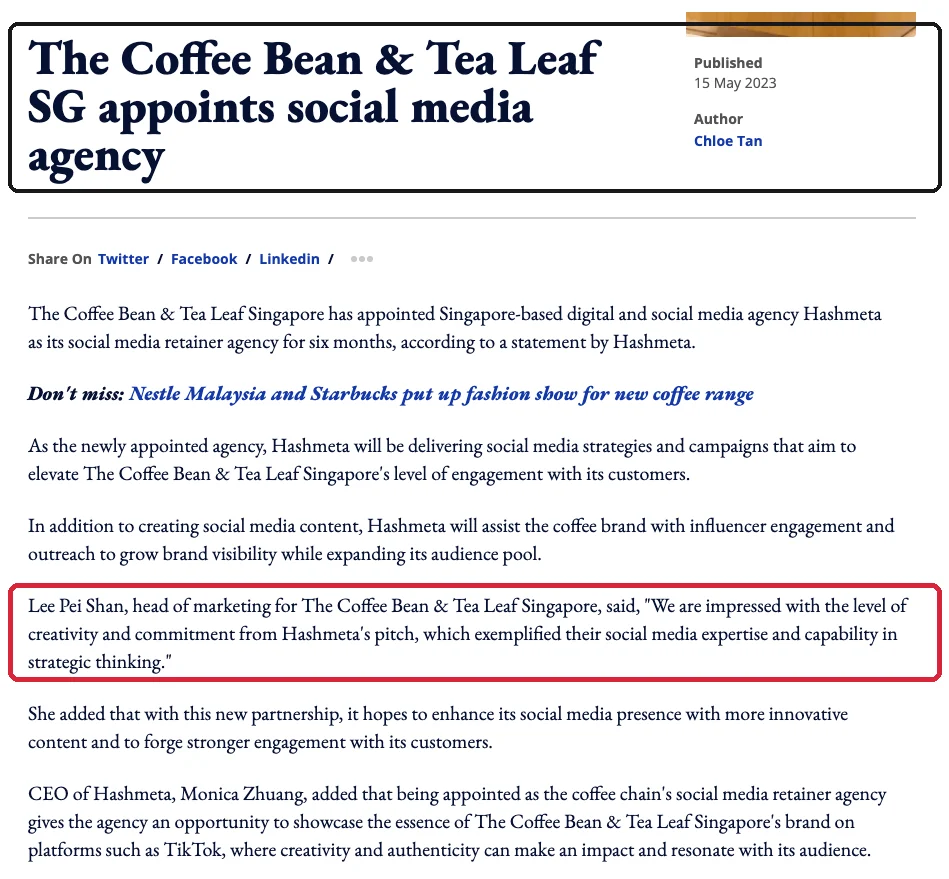 The Coffee Bean & Tea Leaf
SG appoints social media
agency
Published
15 May 2023
Author
Chloe Tan
Share On Twitter / Facebook / Linkedin / •••
The Coffee Bean & Tea Leaf Singapore has appointed Singapore-based digital and social media agency Hashmeta
as its social media retainer agency for six months, according to a statement by Hashmeta.
Don't miss: Nestle Malaysia and Starbucks put up fashion show for new coffee range
As the newly appointed agency, Hashmeta will be delivering social media strategies and campaigns that aim to
elevate The Coffee Bean & Tea Leaf Singapore's level of engagement with its customers.
In addition to creating social media content, Hashmeta will assist the coffee brand with influencer engagement and
outreach to grow brand visibility while expanding its audience pool.
Lee Pei Shan, head of marketing for The Coffee Bean & Tea Leaf Singapore, said, "We are impressed with the level of
creativity and commitment from Hashmeta's pitch, which exemplified their social media expertise and capability in
strategic thinking."
She added that with this new partnership, it hopes to enhance its social media presence with more innovative
content and to forge stronger engagement with its customers.
CEO of Hashmeta, Monica Zhuang, added that being appointed as the coffee chain's social media retainer agency
gives the agency an opportunity to showcase the essence of The Coffee Bean & Tea Leaf Singapore's brand on
platforms such as TikTok, where creativity and authenticity can make an impact and resonate with its audience.